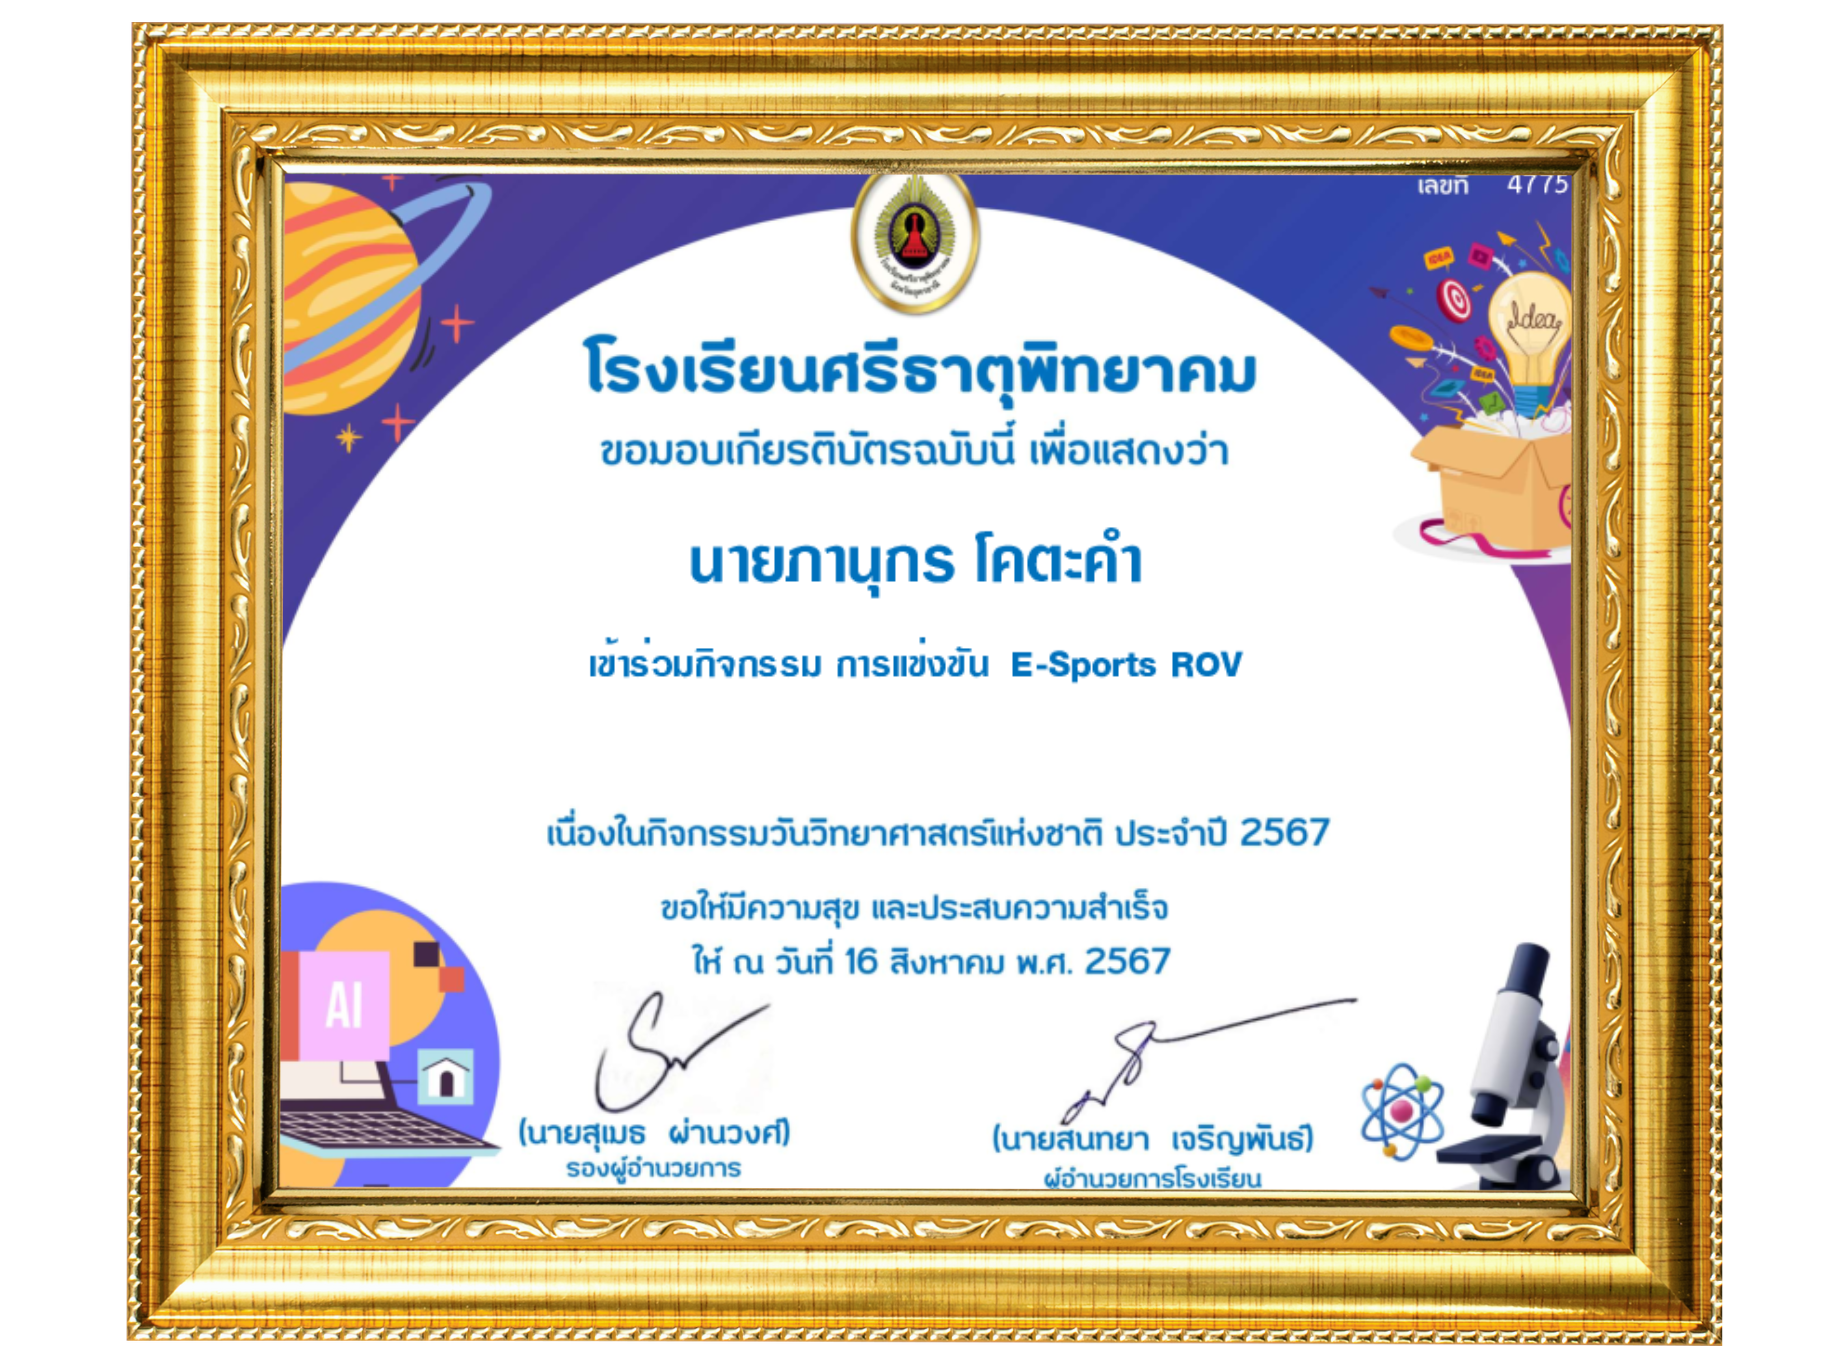 เลขที่ 4775
IDEA
Idea
IDEA
โรงเรียนศรีธาตุพิทยาคม
ขอมอบเกียรติบัตรฉบับนี้ เพื่อแสดงว่า
นายภานุกร โคตะคำ
เข้าร่วมกิจกรรม การแข่งขัน E-Sports ROV
เนื่องในกิจกรรมวันวิทยาศาสตร์แห่งชาติ ประจำปี 2567
ขอให้มีความสุข และประสบความสำเร็จ
ให้ ณ วันที่ 16 สิงหาคม พ.ศ. 2567
AI
(นายสุเมธ ผ่านวงศ์) (นายสนทยา เจริญพันธ์)
รองผู้อำนวยการ ผู้อำนวยการโรงเรียน